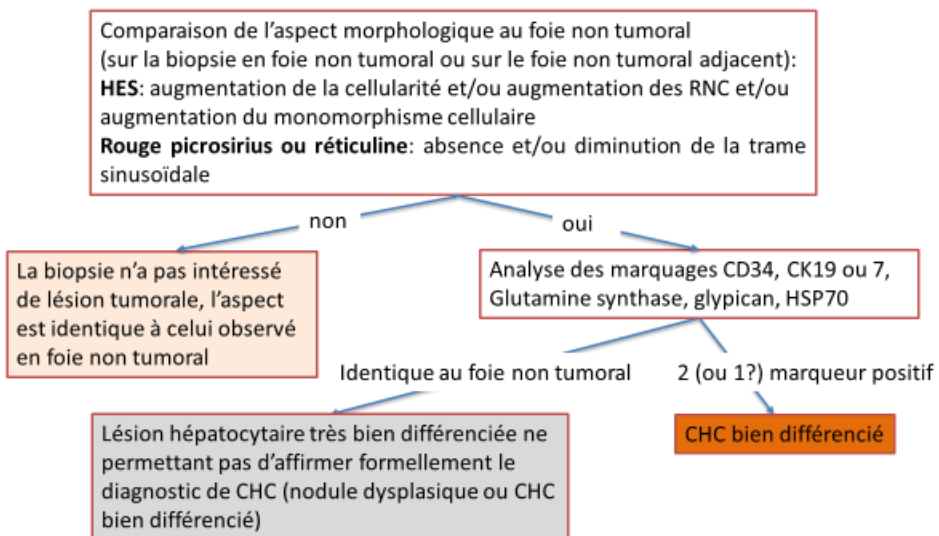 Comparaison de l’aspect morphologique au foie non tumoral
(sur la biopsie en foie non tumoral ou sur le foie non tumoral adjacent):
HES: augmentation de la cellularité et/ou augmentation des RNC et/ou
augmentation du monomorphisme cellulaire
Rouge picrosirius ou réticuline: absence et/ou diminution de la trame
sinusoïdale
non
oui
La biopsie n’a pas intéressé
de lésion tumorale, l’aspect
est identique à celui observé
en foie non tumoral
Analyse des marquages CD34, CK19 ou 7,
Glutamine synthase, glypican, HSP70
Identique au foie non tumoral
2 (ou 1?) marqueur positif
Lésion hépatocytaire très bien différenciée ne
permettant pas d’affirmer formellement le
diagnostic de CHC (nodule dysplasique ou CHC
bien différencié)
CHC bien différencié